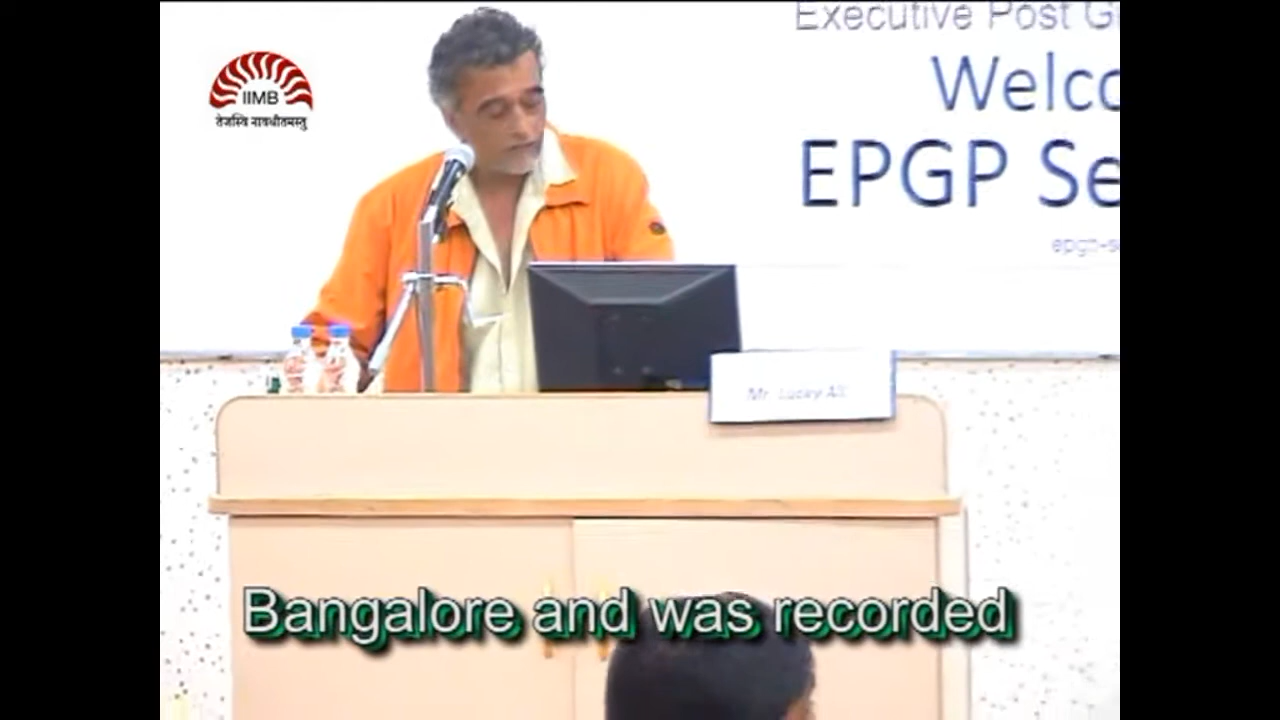 Executive Post G
Welco
EPGP Se
IIMB
तेजस्वि नावधीतमस्तु
Mr. Lucky Ali
Bangalore and was recorded